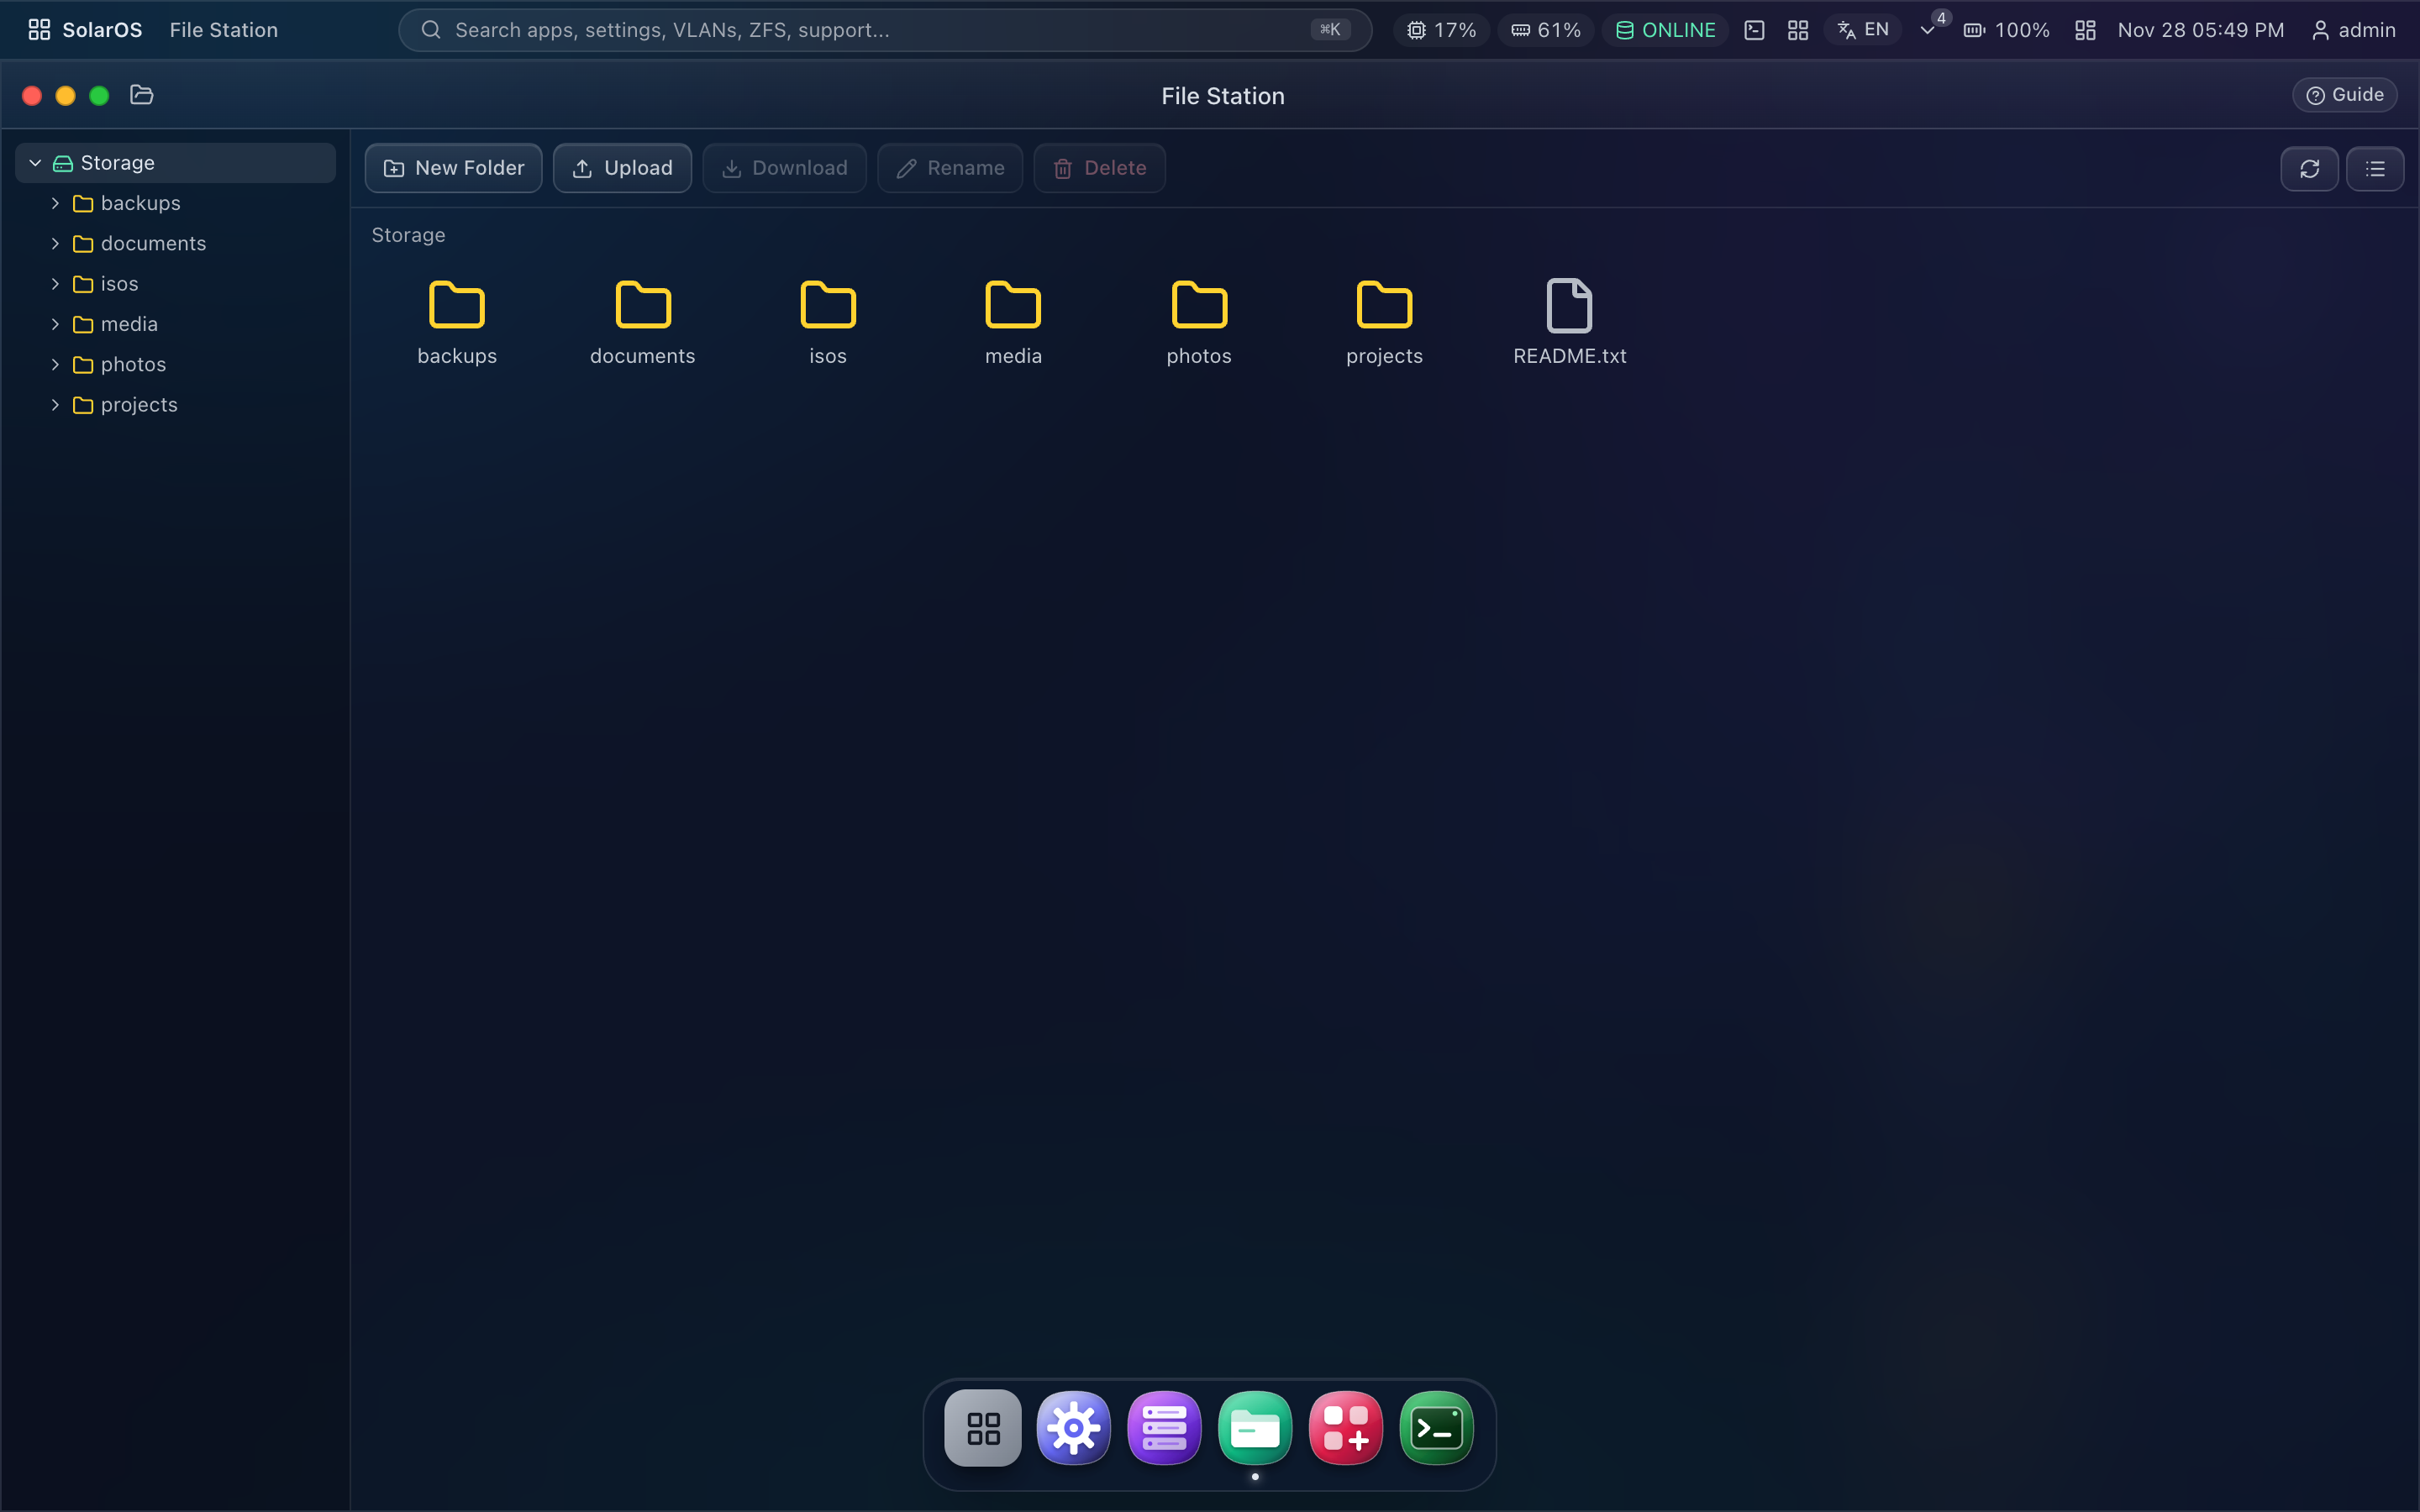 SolarOS File Station Search apps, settings, VLANs, ZFS, support... ⌘K 17% 61% ONLINE EN 4 100% Nov 28 05:49 PM admin
File Station Guide
Storage
backups
documents
isos
media
photos
projects
New Folder Upload Download Rename Delete
Storage
backups documents isos media photos projects README.txt